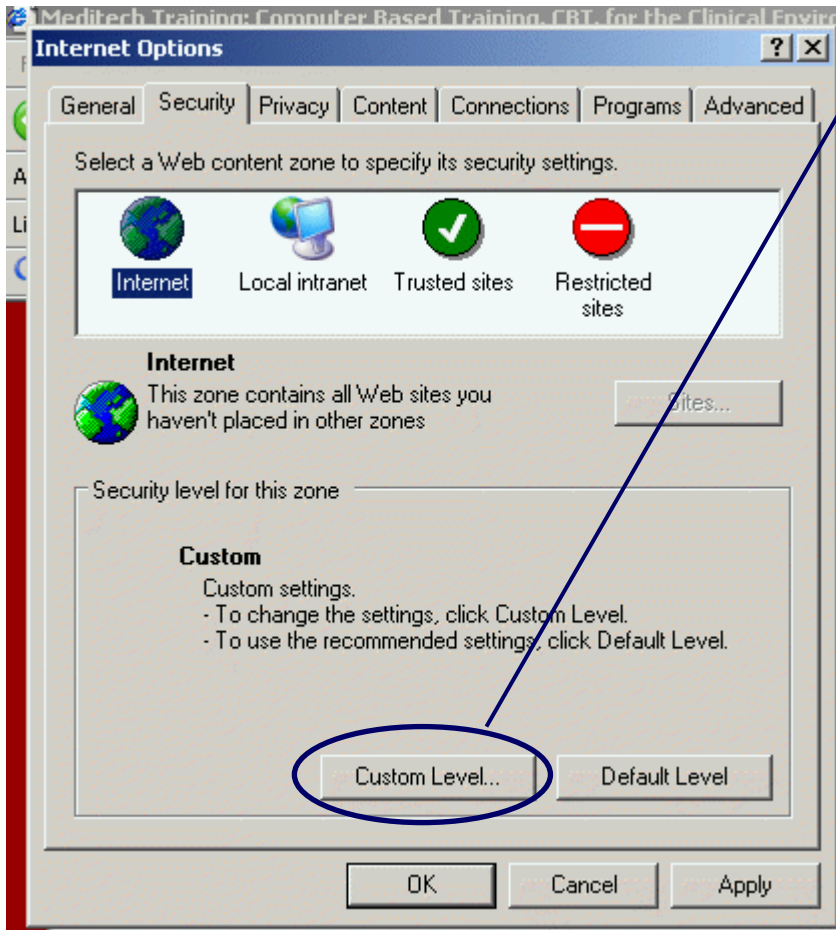 Meditech Training: Computer Based Training, CBT, for the Clinical Enviro
Internet Options
General Security Privacy Content Connections Programs Advanced
Select a Web content zone to specify its security settings.
Internet Local intranet Trusted sites Restricted
sites
Internet
This zone contains all Web sites you
haven't placed in other zones
Sites...
Security level for this zone
Custom
Custom settings.
- To change the settings, click Custom Level.
- To use the recommended settings, click Default Level.
Custom Level... Default Level
OK Cancel Apply
A
Li